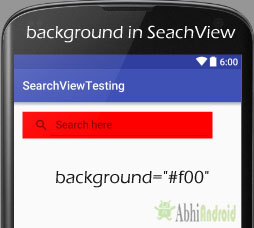 background in SeachView
6:00
SearchViewTesting
Search here
background="#f00"
AbhiAndroid